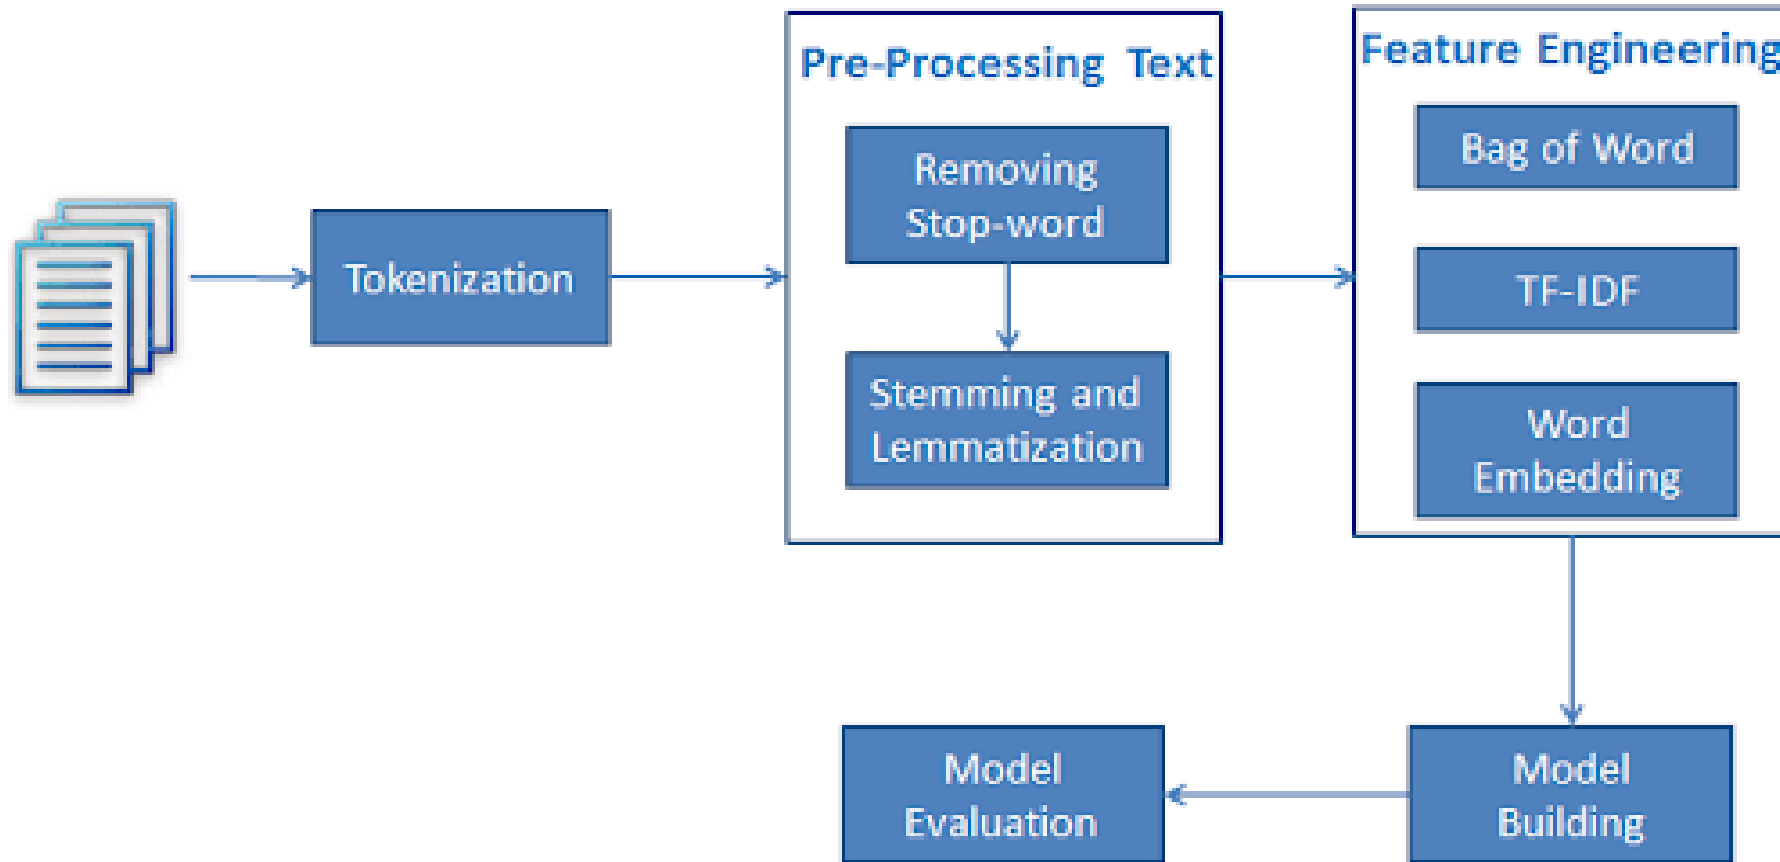 Tokenization
Pre-Processing Text
Removing
Stop-word
Stemming and
Lemmatization
Feature Engineering
Bag of Word
TF-IDF
Word
Embedding
Model
Building
Model
Evaluation